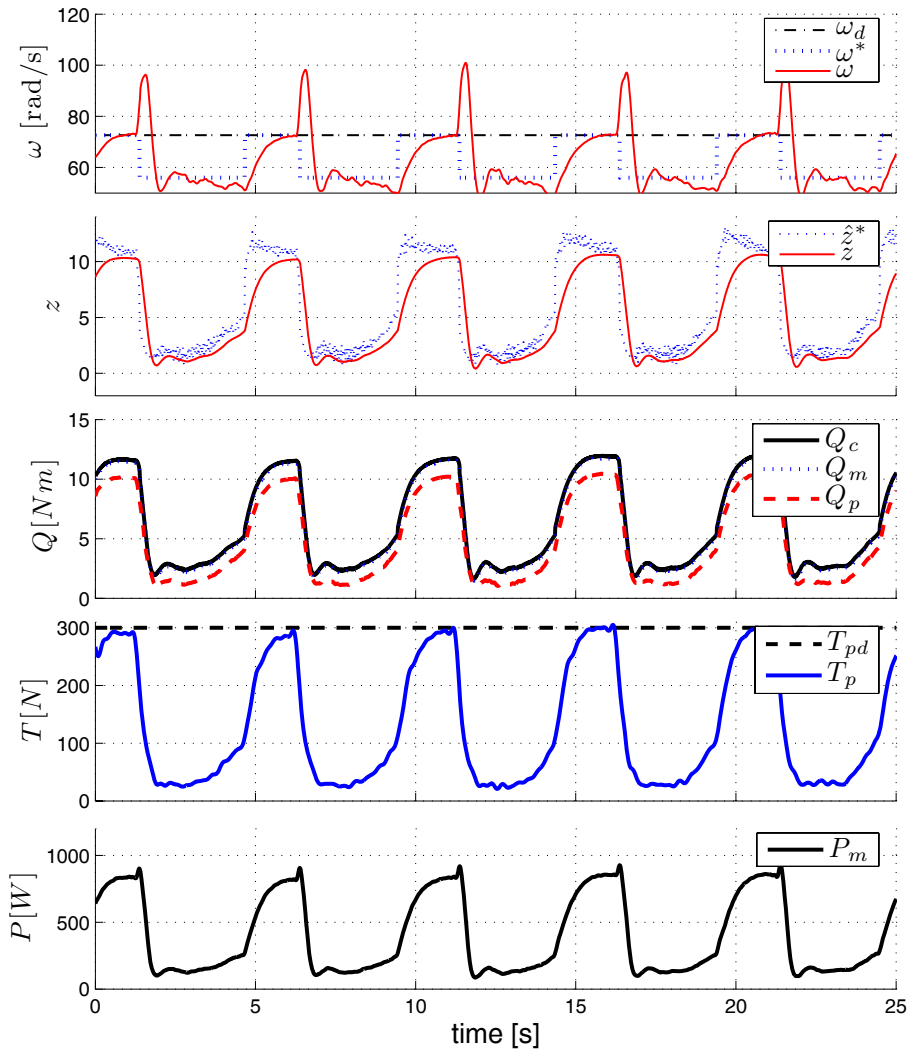 120
100
80
60
ω [rad/s]
ω_d
ω*
ω
10
5
0
z
ẑ*
z
15
10
5
0
Q[Nm]
Q_c
Q_m
Q_p
300
200
100
0
T[N]
T_pd
T_p
1000
500
0
P[W]
P_m
0 5 10 15 20 25
time [s]